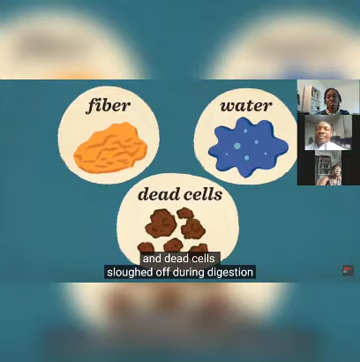 fiber
water
dead cells
and dead cells
sloughed off during digestion